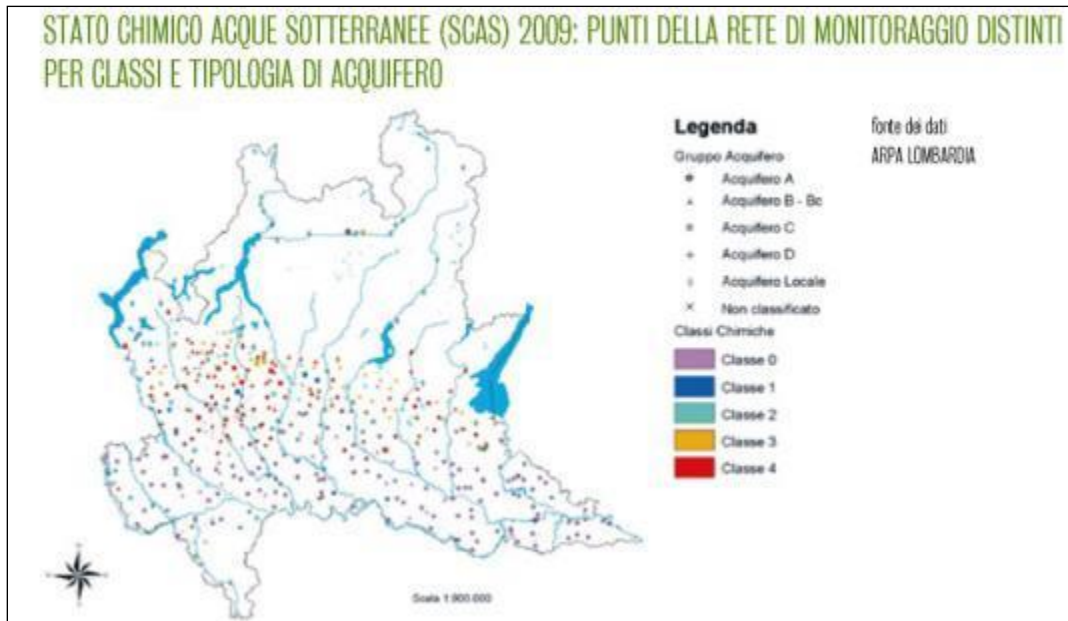 STATO CHIMICO ACQUE SOTTERRANEE (SCAS) 2009: PUNTI DELLA RETE DI MONITORAGGIO DISTINTI
PER CLASSI E TIPOLOGIA DI ACQUIFERO
Legenda
fonte dei dati
ARPA LOMBARDIA
Gruppo Acquifero
Acquifero A
Acquifero B - Bc
Acquifero C
Acquifero D
Acquifero Locale
Non classificato
Classi Chimiche
Classe 0
Classe 1
Classe 2
Classe 3
Classe 4
Scala 1:900.000